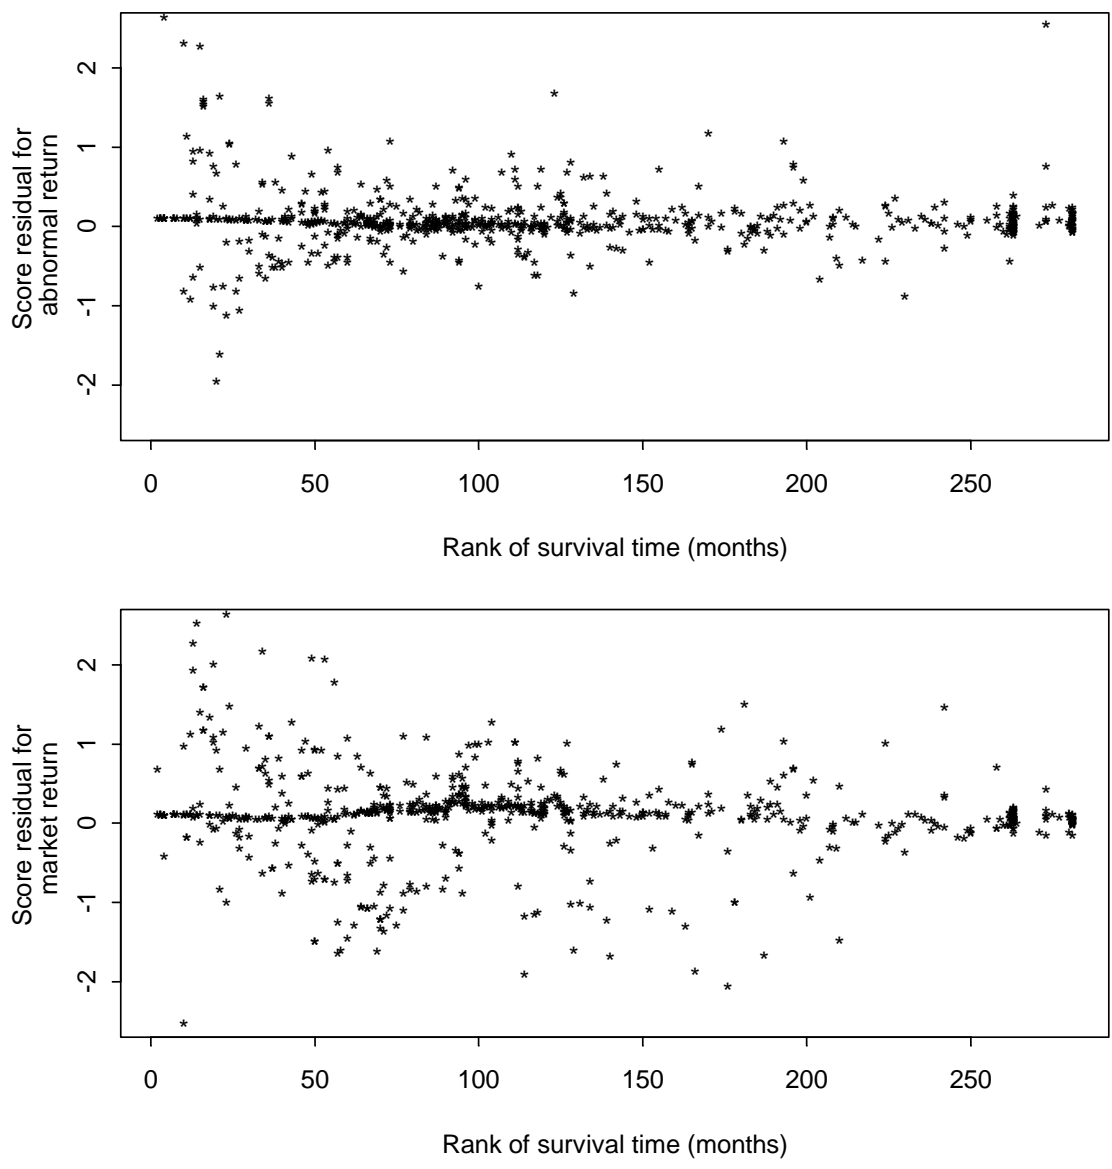 Score residual for
abnormal return
2
1
0
-1
-2
0 50 100 150 200 250
Rank of survival time (months)
Score residual for
market return
2
1
0
-1
-2
0 50 100 150 200 250
Rank of survival time (months)